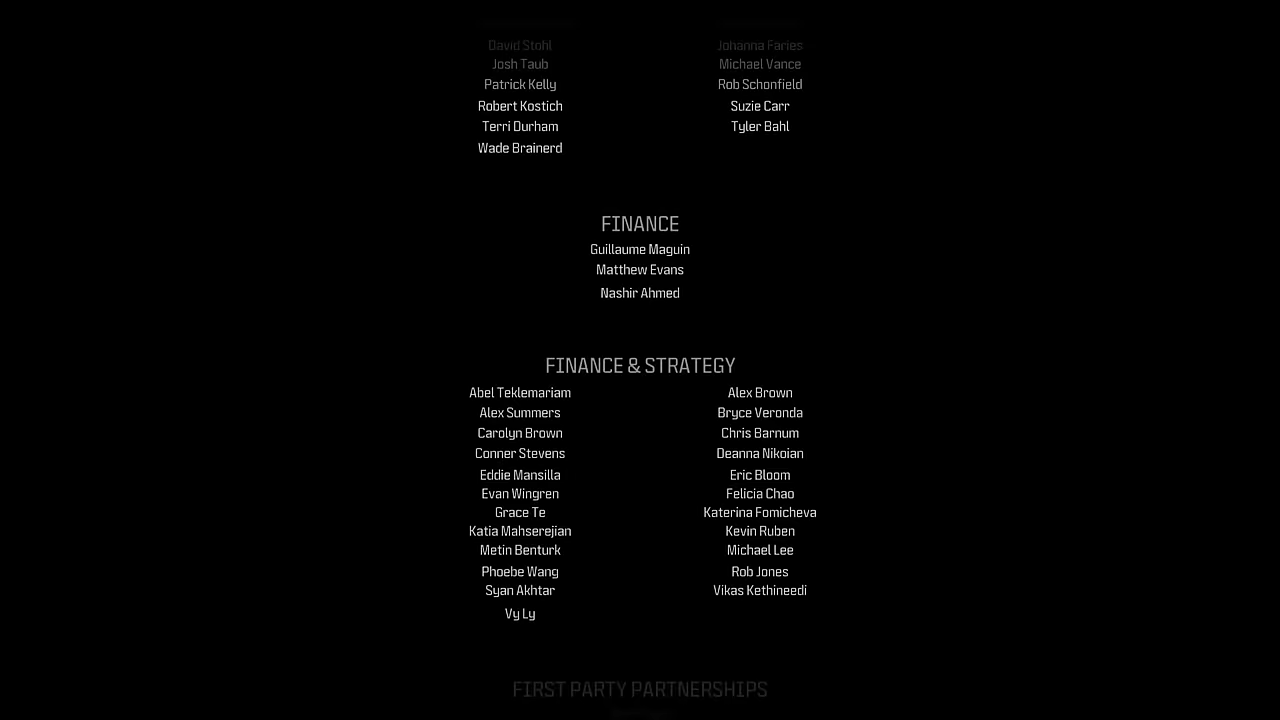 David Stohl Johanna Faries
Josh Taub Michael Vance
Patrick Kelly Rob Schonfield
Robert Kostich Suzie Carr
Terri Durham Tyler Bahl
Wade Brainerd
FINANCE
Guillaume Maguin
Matthew Evans
Nashir Ahmed
FINANCE & STRATEGY
Abel Teklemariam Alex Brown
Alex Summers Bryce Veronda
Carolyn Brown Chris Barnum
Conner Stevens Deanna Nikoian
Eddie Mansilla Eric Bloom
Evan Wingren Felicia Chao
Grace Te Katerina Fomicheva
Katia Mahserejian Kevin Ruben
Metin Benturk Michael Lee
Phoebe Wang Rob Jones
Syan Akhtar Vikas Kethineedi
Vy Ly
FIRST PARTY PARTNERSHIPS